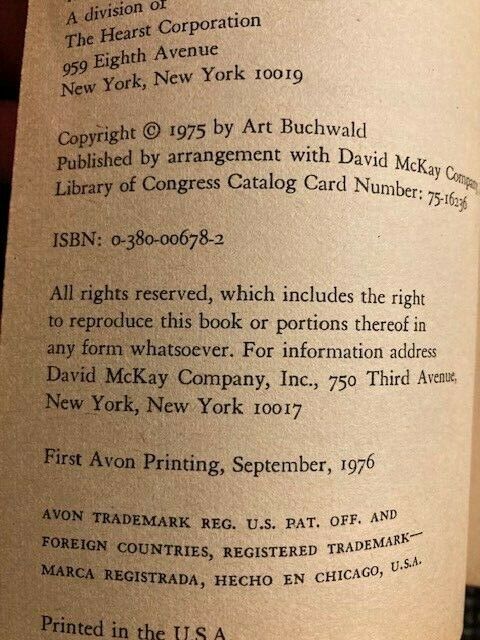 A division of
The Hearst Corporation
959 Eighth Avenue
New York, New York 10019
Copyright © 1975 by Art Buchwald
Published by arrangement with David McKay Company
Library of Congress Catalog Card Number: 75-16236
ISBN: 0-380-00678-2
All rights reserved, which includes the right
to reproduce this book or portions thereof in
any form whatsoever. For information address
David McKay Company, Inc., 750 Third Avenue,
New York, New York 10017
First Avon Printing, September, 1976
AVON TRADEMARK REG. U.S. PAT. OFF. AND
FOREIGN COUNTRIES, REGISTERED TRADEMARK—
MARCA REGISTRADA, HECHO EN CHICAGO, U.S.A.
Printed in the U.S.A